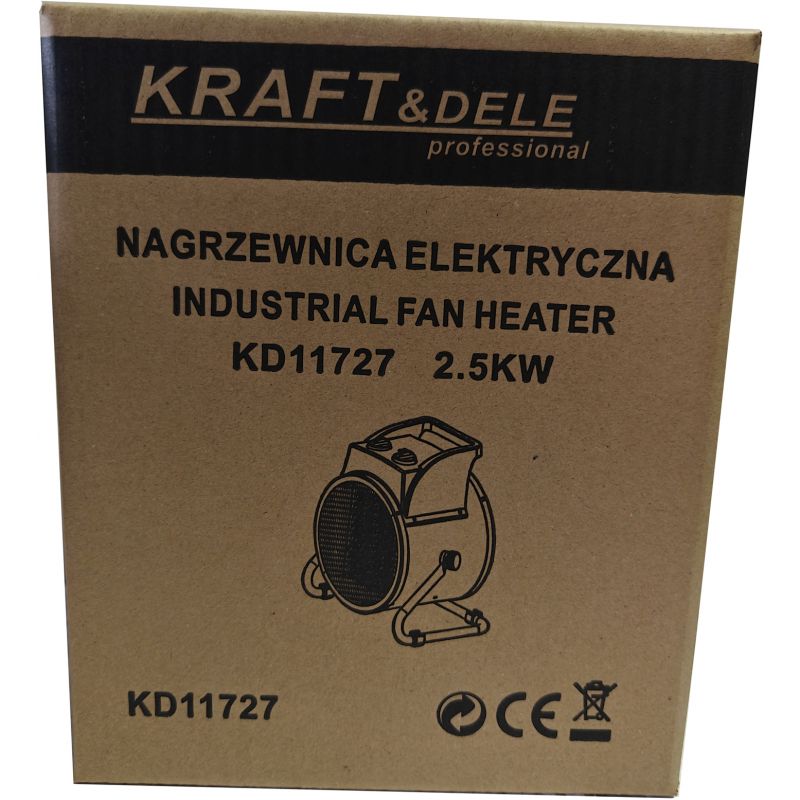 KRAFT&DELE
professional
NAGRZEWNICA ELEKTRYCZNA
INDUSTRIAL FAN HEATER
KD11727 2.5KW
KD11727 CE